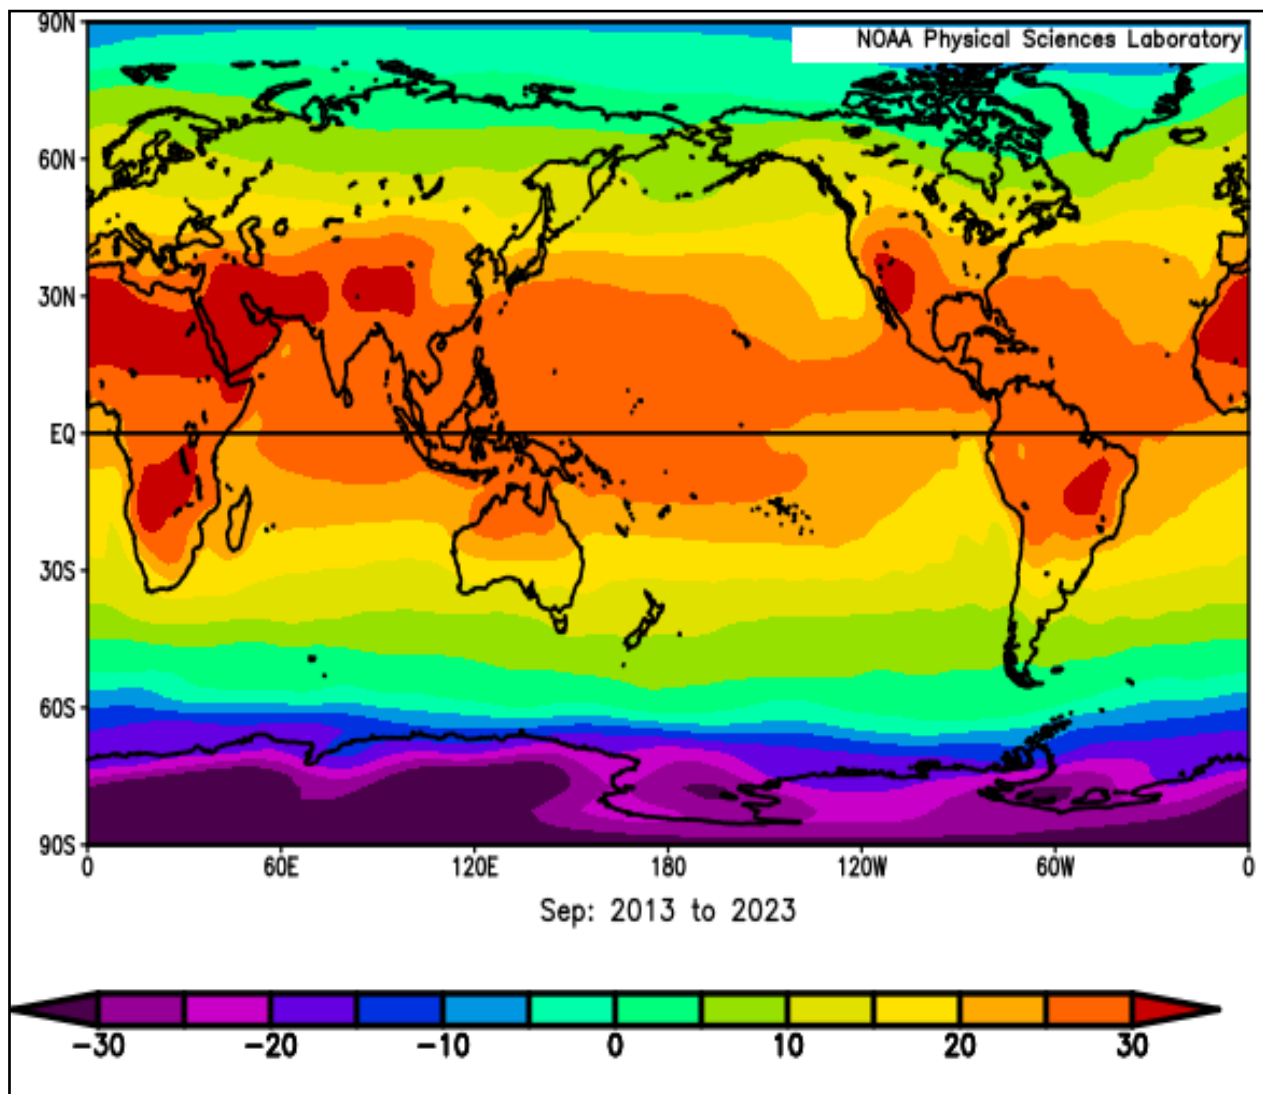 90N
NOAA Physical Sciences Laboratory
60N
30N
EQ
30S
60S
90S
0 60E 120E 180 120W 60W 0
Sep: 2013 to 2023
-30 -20 -10 0 10 20 30